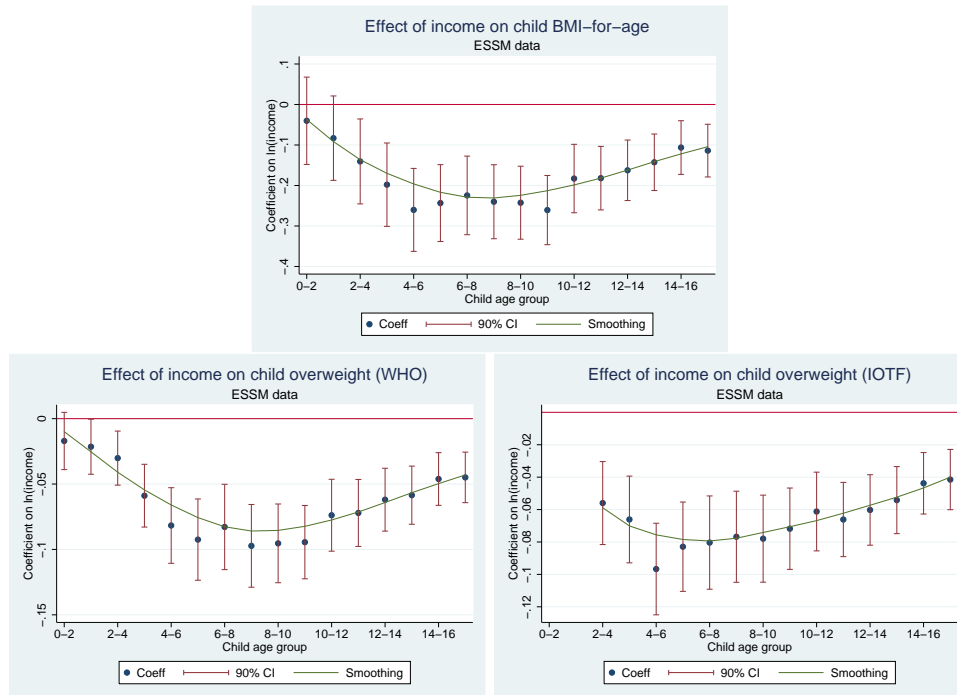 Effect of income on child BMI−for−age
ESSM data
Coefficient on ln(income)
.1
0
−.1
−.2
−.3
−.4
0−2 2−4 4−6 6−8 8−10 10−12 12−14 14−16
Child age group
Coeff 90% CI Smoothing
Effect of income on child overweight (WHO)
ESSM data
Coefficient on ln(income)
0
−.05
−.1
−.15
0−2 2−4 4−6 6−8 8−10 10−12 12−14 14−16
Child age group
Coeff 90% CI Smoothing
Effect of income on child overweight (IOTF)
ESSM data
Coefficient on ln(income)
−.02
−.04
−.06
−.08
−.1
−.12
0−2 2−4 4−6 6−8 8−10 10−12 12−14 14−16
Child age group
Coeff 90% CI Smoothing